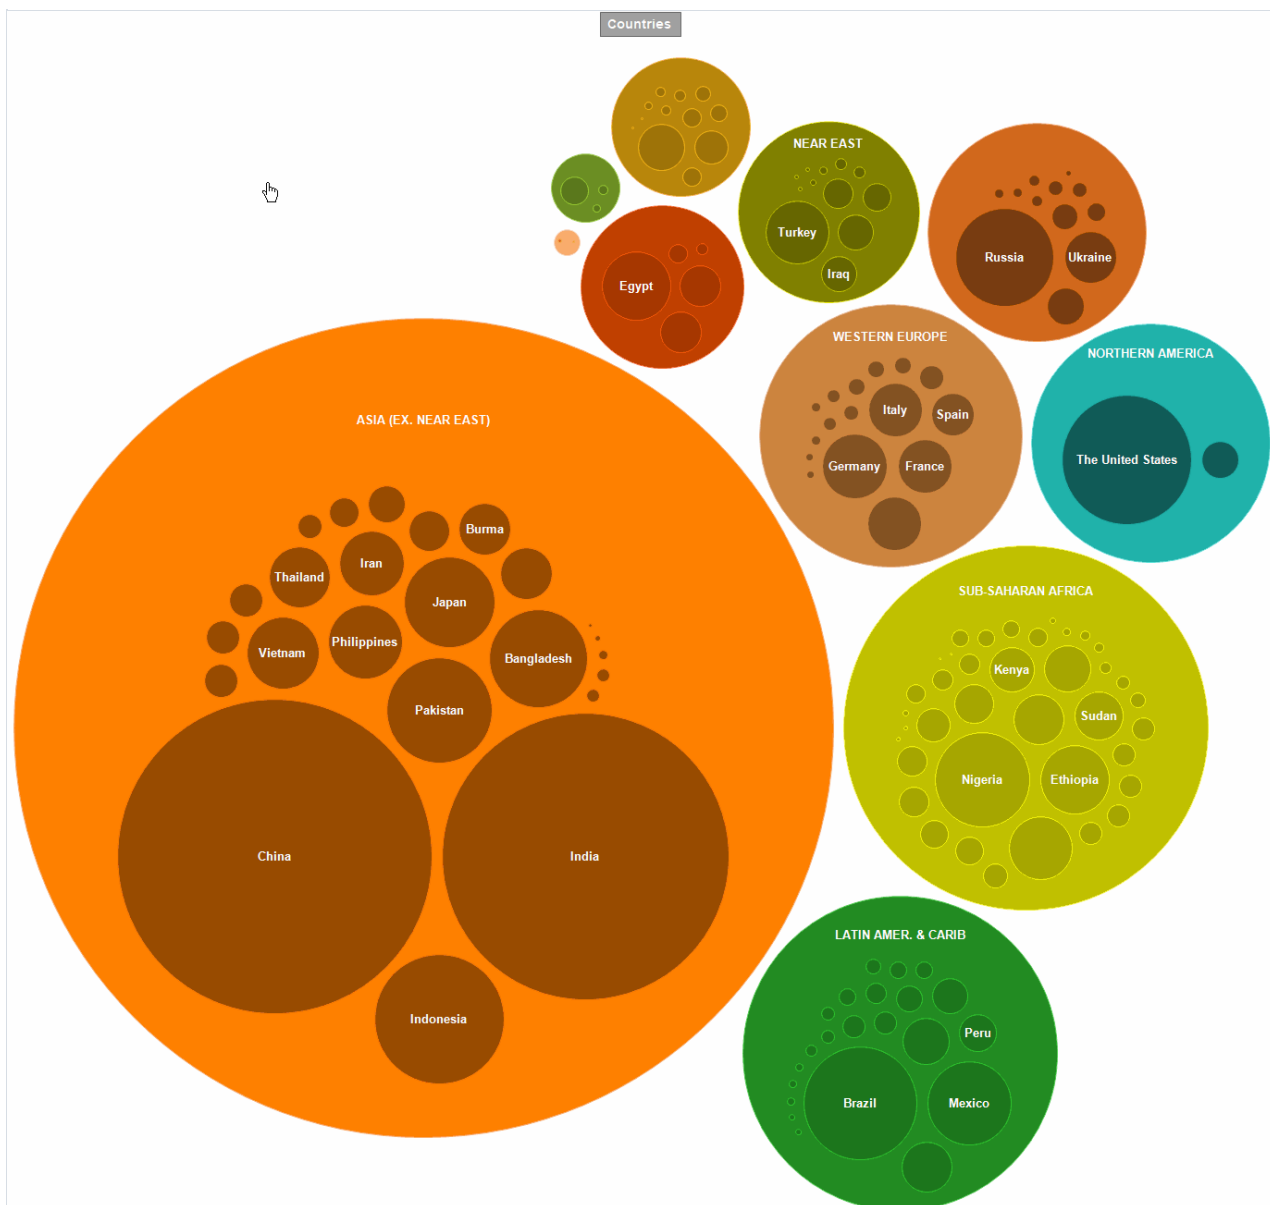 Countries
NEAR EAST
Turkey
Iraq
Russia
Ukraine
Egypt
WESTERN EUROPE
Italy
Spain
Germany
France
NORTHERN AMERICA
The United States
ASIA (EX. NEAR EAST)
Burma
Iran
Thailand
Japan
Philippines
Vietnam
Bangladesh
Pakistan
China
India
Indonesia
SUB-SAHARAN AFRICA
Kenya
Sudan
Nigeria
Ethiopia
LATIN AMER. & CARIB
Peru
Brazil
Mexico